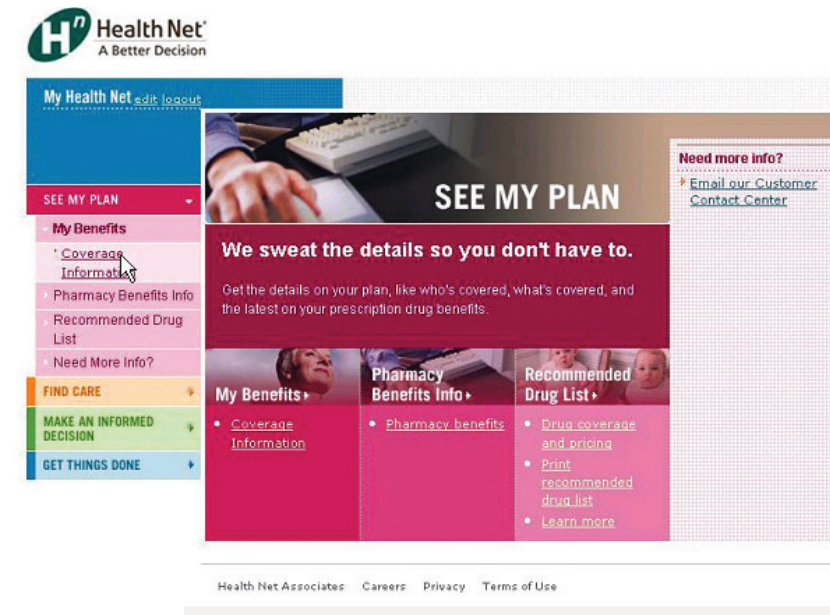 Health Net
A Better Decision
My Health Net edit logout
SEE MY PLAN
My Benefits
Coverage
Information
Pharmacy Benefits Info
Recommended Drug
List
Need More Info?
FIND CARE
MAKE AN INFORMED
DECISION
GET THINGS DONE
SEE MY PLAN
We sweat the details so you don't have to.
Get the details on your plan, like who's covered, what's covered, and
the latest on your prescription drug benefits.
My Benefits
Coverage
Information
Pharmacy
Benefits Info
Pharmacy benefits
Recommended
Drug List
Drug coverage
and pricing
Print
recommended
drug list
Learn more
Need more info?
Email our Customer
Contact Center
Health Net Associates Careers Privacy Terms of Use